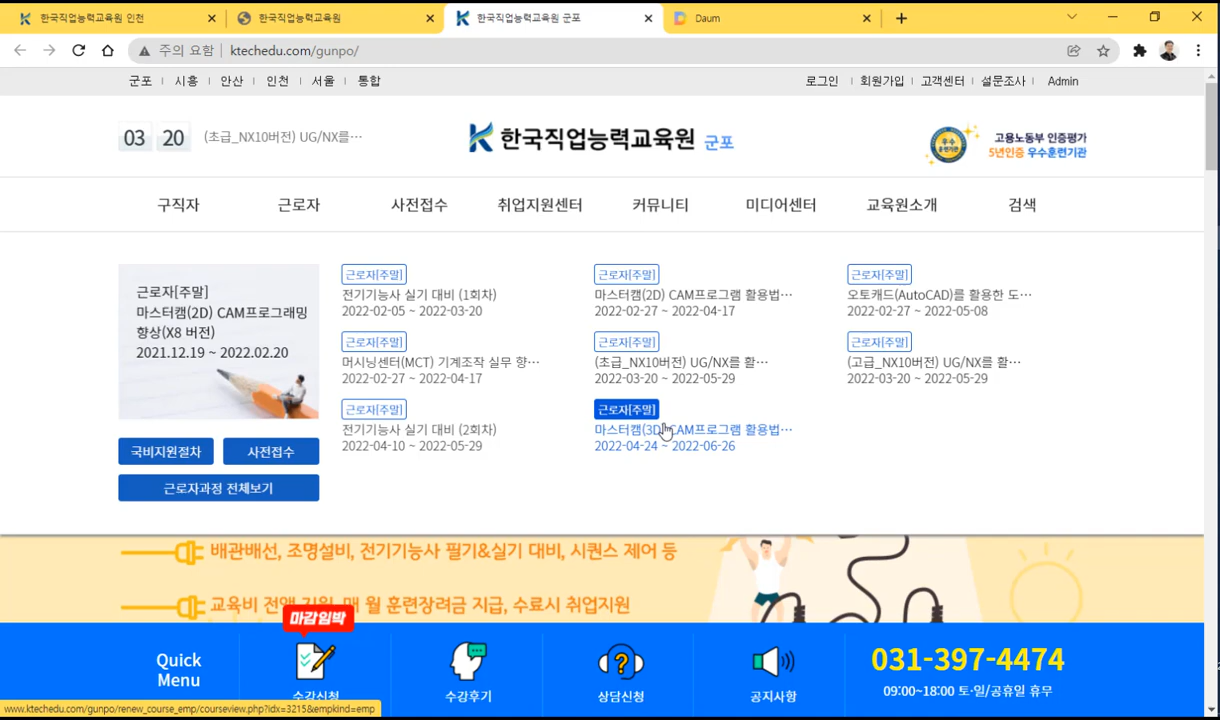 한국직업능력교육원 인천
한국직업능력교육원
한국직업능력교육원 군포
Daum
주의 요함 ktechedu.com/gunpo/
군포 시흥 안산 인천 서울 통합
로그인 회원가입 고객센터 설문조사 Admin
03 20 (초급_NX10버전) UG/NX를…
한국직업능력교육원 군포
우수 훈련기관
고용노동부 인증평가
5년인증 우수훈련기관
구직자 근로자 사전접수 취업지원센터 커뮤니티 미디어센터 교육원소개 검색
근로자[주말]
마스터캠(2D) CAM프로그래밍
향상(X8 버전)
2021.12.19 ~ 2022.02.20
국비지원절차 사전접수
근로자과정 전체보기
근로자[주말]
전기기능사 실기 대비 (1회차)
2022-02-05 ~ 2022-03-20
근로자[주말]
마스터캠(2D) CAM프로그램 활용법…
2022-02-27 ~ 2022-04-17
근로자[주말]
오토캐드(AutoCAD)를 활용한 도…
2022-02-27 ~ 2022-05-08
근로자[주말]
머시닝센터(MCT) 기계조작 실무 향…
2022-02-27 ~ 2022-04-17
근로자[주말]
(초급_NX10버전) UG/NX를 활…
2022-03-20 ~ 2022-05-29
근로자[주말]
(고급_NX10버전) UG/NX를 활…
2022-03-20 ~ 2022-05-29
근로자[주말]
전기기능사 실기 대비 (2회차)
2022-04-10 ~ 2022-05-29
근로자[주말]
마스터캠(3D) CAM프로그램 활용법…
2022-04-24 ~ 2022-06-26
배관배선, 조명설비, 전기기능사 필기&실기 대비, 시퀀스 제어 등
교육비 전액 지원, 매 월 훈련장려금 지급, 수료시 취업지원
마감임박
Quick
Menu
수강신청
수강후기
상담신청
공지사항
031-397-4474
09:00~18:00 토·일/공휴일 휴무
www.ktechedu.com/gunpo/renew_course_emp/courseview.php?idx=3215&empkind=emp